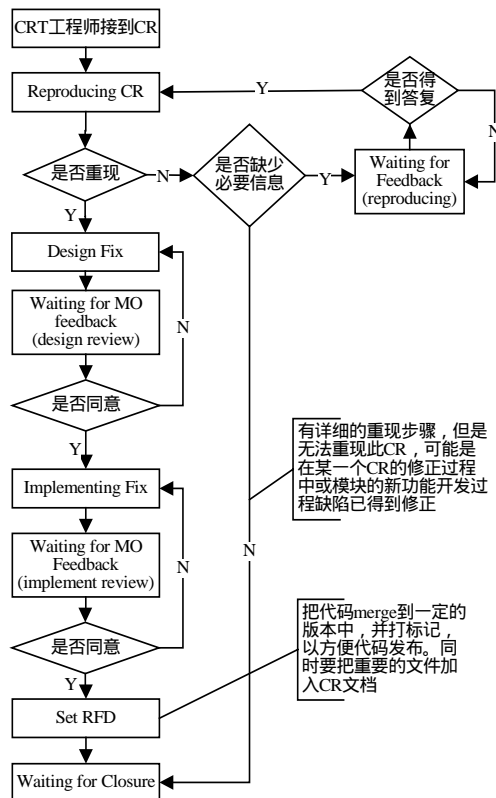 CRT工程师接到CR
Reproducing CR
Y
是否得
到答复
N
是否重现
N
是否缺少
必要信息
Y
Waiting for
Feedback
(reproducing)
Y
Design Fix
Waiting for MO
feedback
(design review)
N
是否同意
Y
有详细的重现步骤，但是
无法重现此CR，可能是
在某一个CR的修正过程
中或模块的新功能开发过
程缺陷已得到修正
Implementing Fix
Waiting for MO
Feedback
(implement review)
N
N
是否同意
Y
把代码merge到一定的
版本中，并打标记，
以方便代码发布。同
时要把重要的文件加
入CR文档
Set RFD
Waiting for Closure